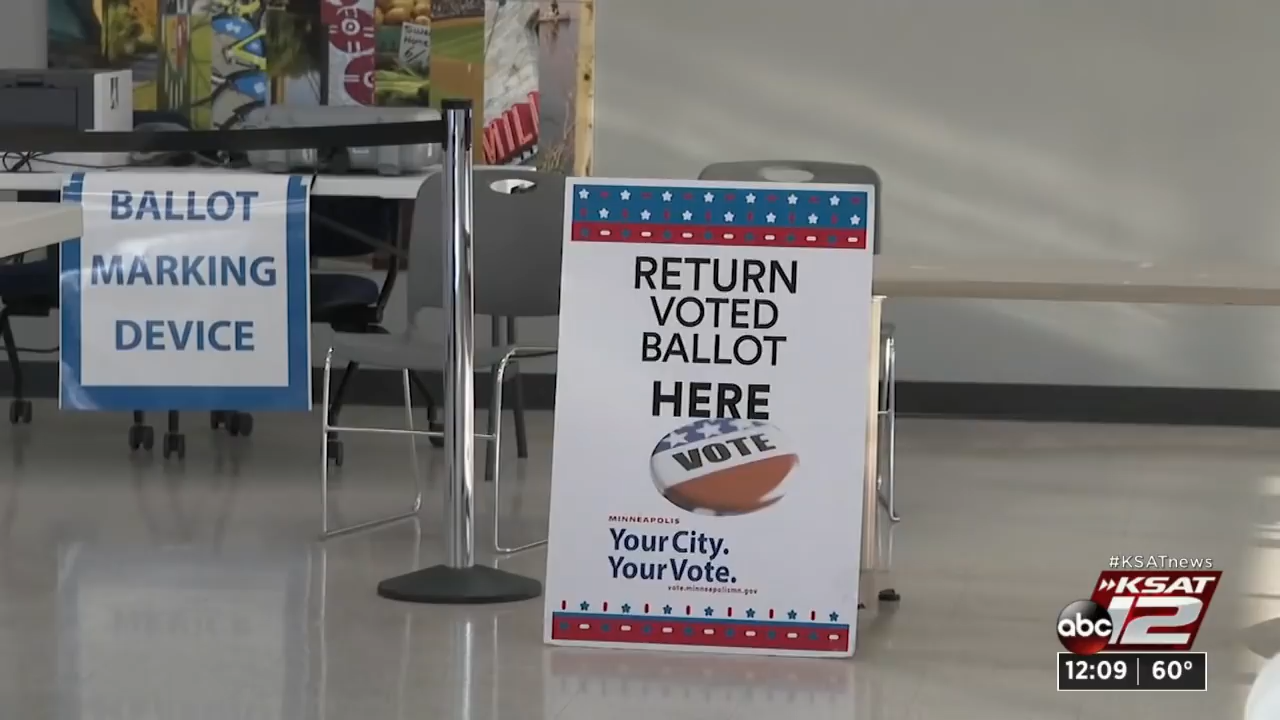 MILL
BALLOT
MARKING
DEVICE
RETURN
VOTED
BALLOT
HERE
VOTE
MINNEAPOLIS
Your City.
Your Vote.
vote.minneapolismn.gov
#KSATnews
KSAT
abc 12
12:09 60°